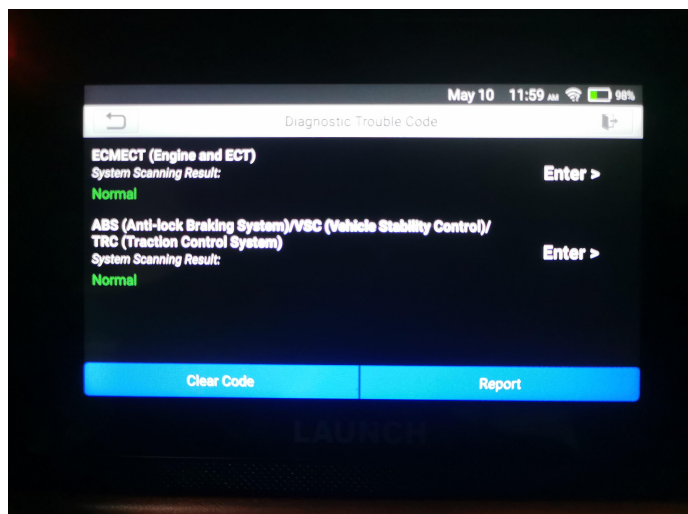 May 10 11:59 AM 98%
Diagnostic Trouble Code
ECMECT (Engine and ECT)
System Scanning Result:
Enter >
Normal
ABS (Anti-lock Braking System)/VSC (Vehicle Stability Control)/
TRC (Traction Control System)
System Scanning Result:
Enter >
Normal
Clear Code Report
LAUNCH